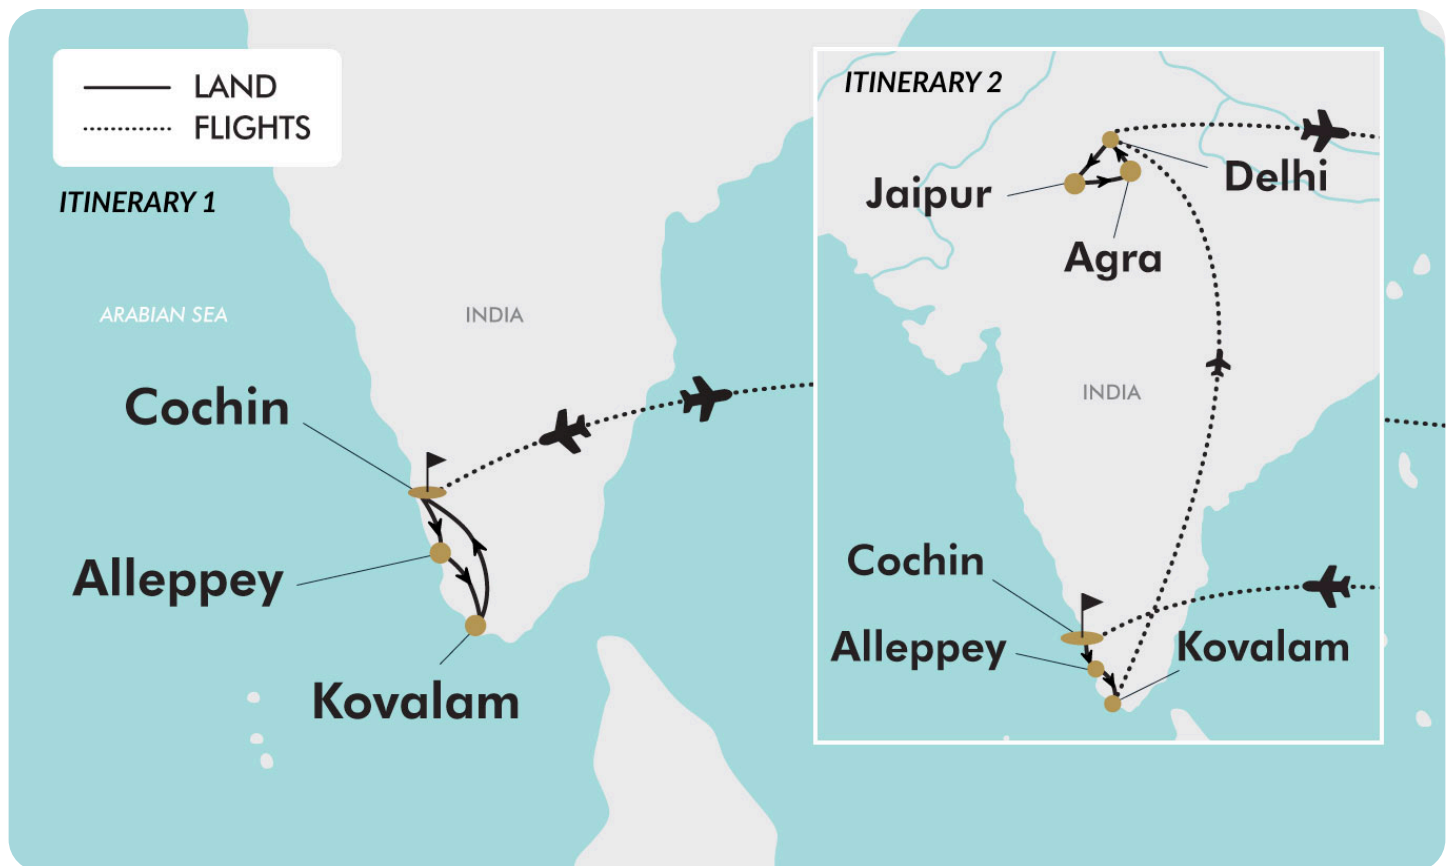 LAND
FLIGHTS
ITINERARY 1
ARABIAN SEA
INDIA
Cochin
Alleppey
Kovalam
ITINERARY 2
Delhi
Jaipur
Agra
INDIA
Cochin
Alleppey
Kovalam